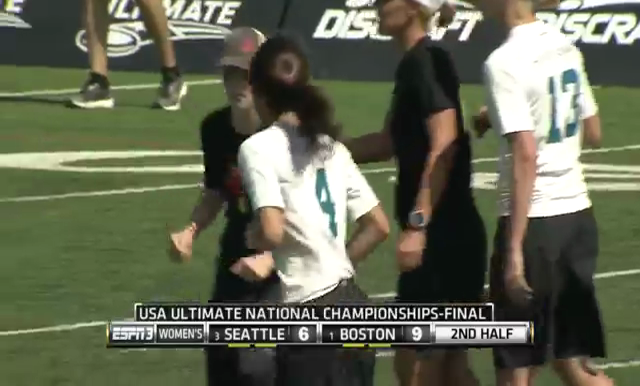 ULTIMATE
DISCRAFT
DISCRA
13
4
USA ULTIMATE NATIONAL CHAMPIONSHIPS-FINAL
ESPN3 WOMEN'S 3 SEATTLE 6 1 BOSTON 9 2ND HALF